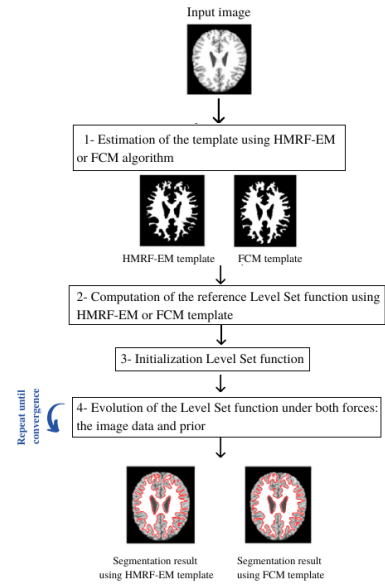 Input image
1- Estimation of the template using HMRF-EM
or FCM algorithm
HMRF-EM template
FCM template
2- Computation of the reference Level Set function using
HMRF-EM or FCM template
3- Initialization Level Set function
Repeat until
convergence
4- Evolution of the Level Set function under both forces:
the image data and prior
Segmentation result
using HMRF-EM template
Segmentation result
using FCM template